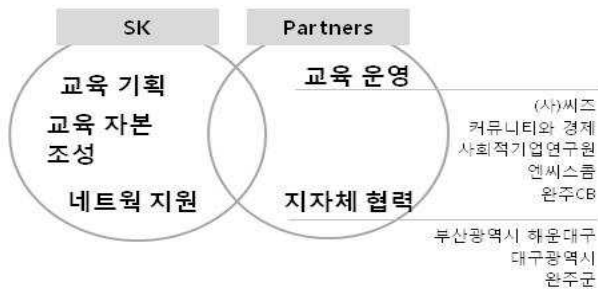 SK
Partners
교육 기획
교육 자본
조성
네트웍 지원
교육 운영
지자체 협력
(사)씨즈
커뮤니티와 경제
사회적기업연구원
엔씨스콤
완주CB
부산광역시 해운대구
대구광역시
완주군